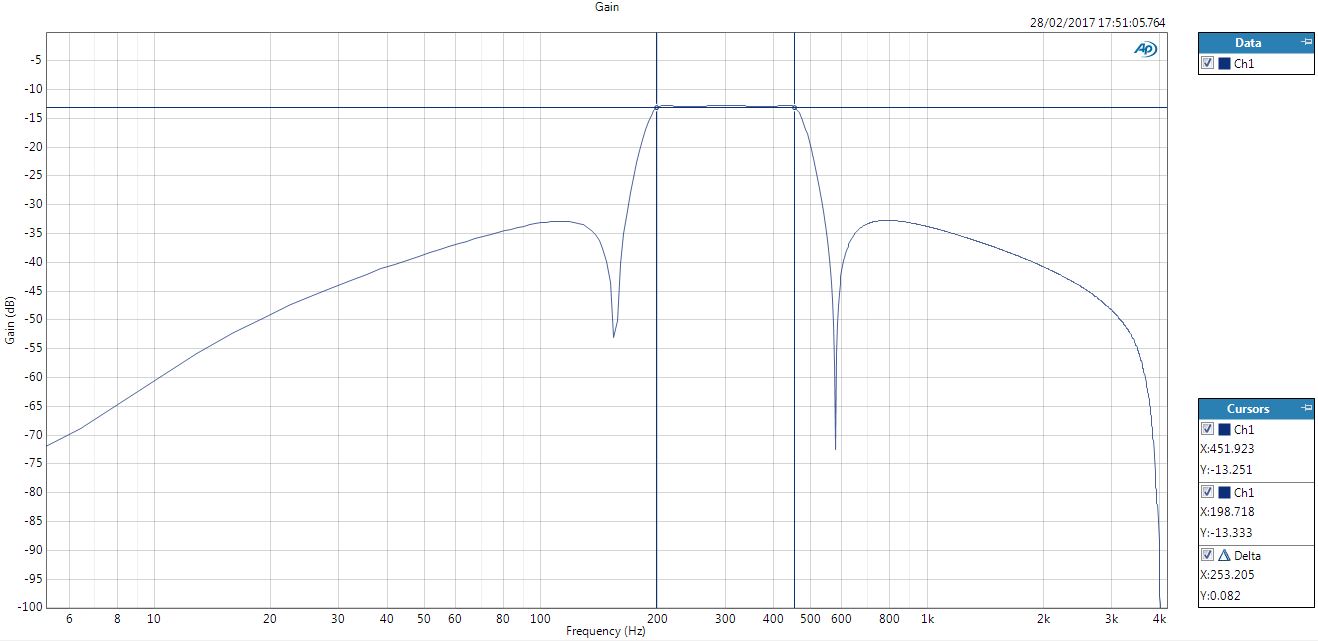 Gain
28/02/2017 17:51:05.764
AP
-5
-10
-15
-20
-25
-30
-35
-40
-45
-50
-55
-60
-65
-70
-75
-80
-85
-90
-95
-100
Gain (dB)
6 8 10 20 30 40 50 60 100 200 300 400 500 600 800 1k 2k 3k 4k
Frequency (Hz)
Data
Ch1
Cursors
Ch1
X:451.923
Y:-13.251
Ch1
X:198.718
Y:-13.333
Delta
X:253.205
Y:0.082